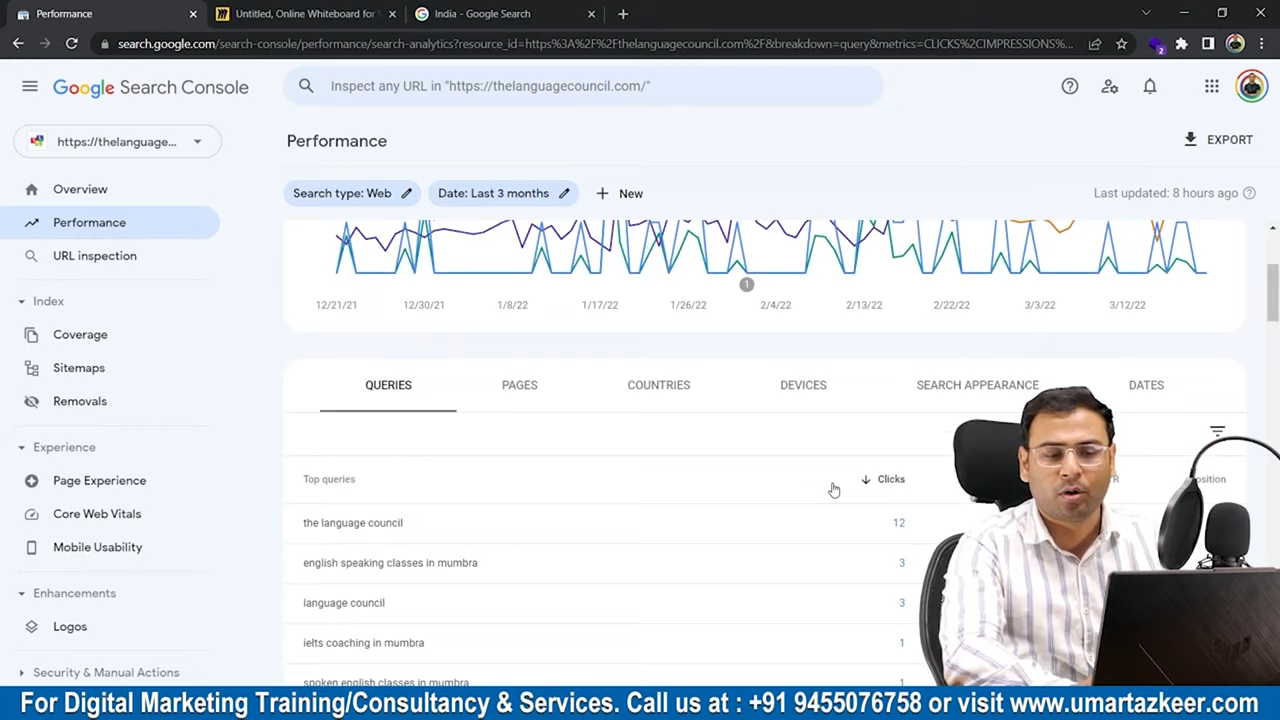 Performance
Untitled, Online Whiteboard for
India - Google Search
search.google.com/search-console/performance/search-analytics?resource_id=https%3A%2F%2Fthelanguagecouncil.com%2F&breakdown=query&metrics=CLICKS%2CIMPRESSIONS%...
2
Google Search Console
Inspect any URL in "https://thelanguagecouncil.com/"
https://thelanguage...
Performance
EXPORT
Search type: Web
Date: Last 3 months
New
Last updated: 8 hours ago
Overview
Performance
URL inspection
Index
Coverage
Sitemaps
Removals
Experience
Page Experience
Core Web Vitals
Mobile Usability
Enhancements
Logos
Security & Manual Actions
1
12/21/21 12/30/21 1/8/22 1/17/22 1/26/22 2/4/22 2/13/22 2/22/22 3/3/22 3/12/22
QUERIES PAGES COUNTRIES DEVICES SEARCH APPEARANCE DATES
Top queries Clicks
the language council 12
english speaking classes in mumbra 3
language council 3
ielts coaching in mumbra 1
spoken english classes in mumbra 1
For Digital Marketing Training/Consultancy & Services. Call us at : +91 9455076758 or visit www.umartazkeer.com